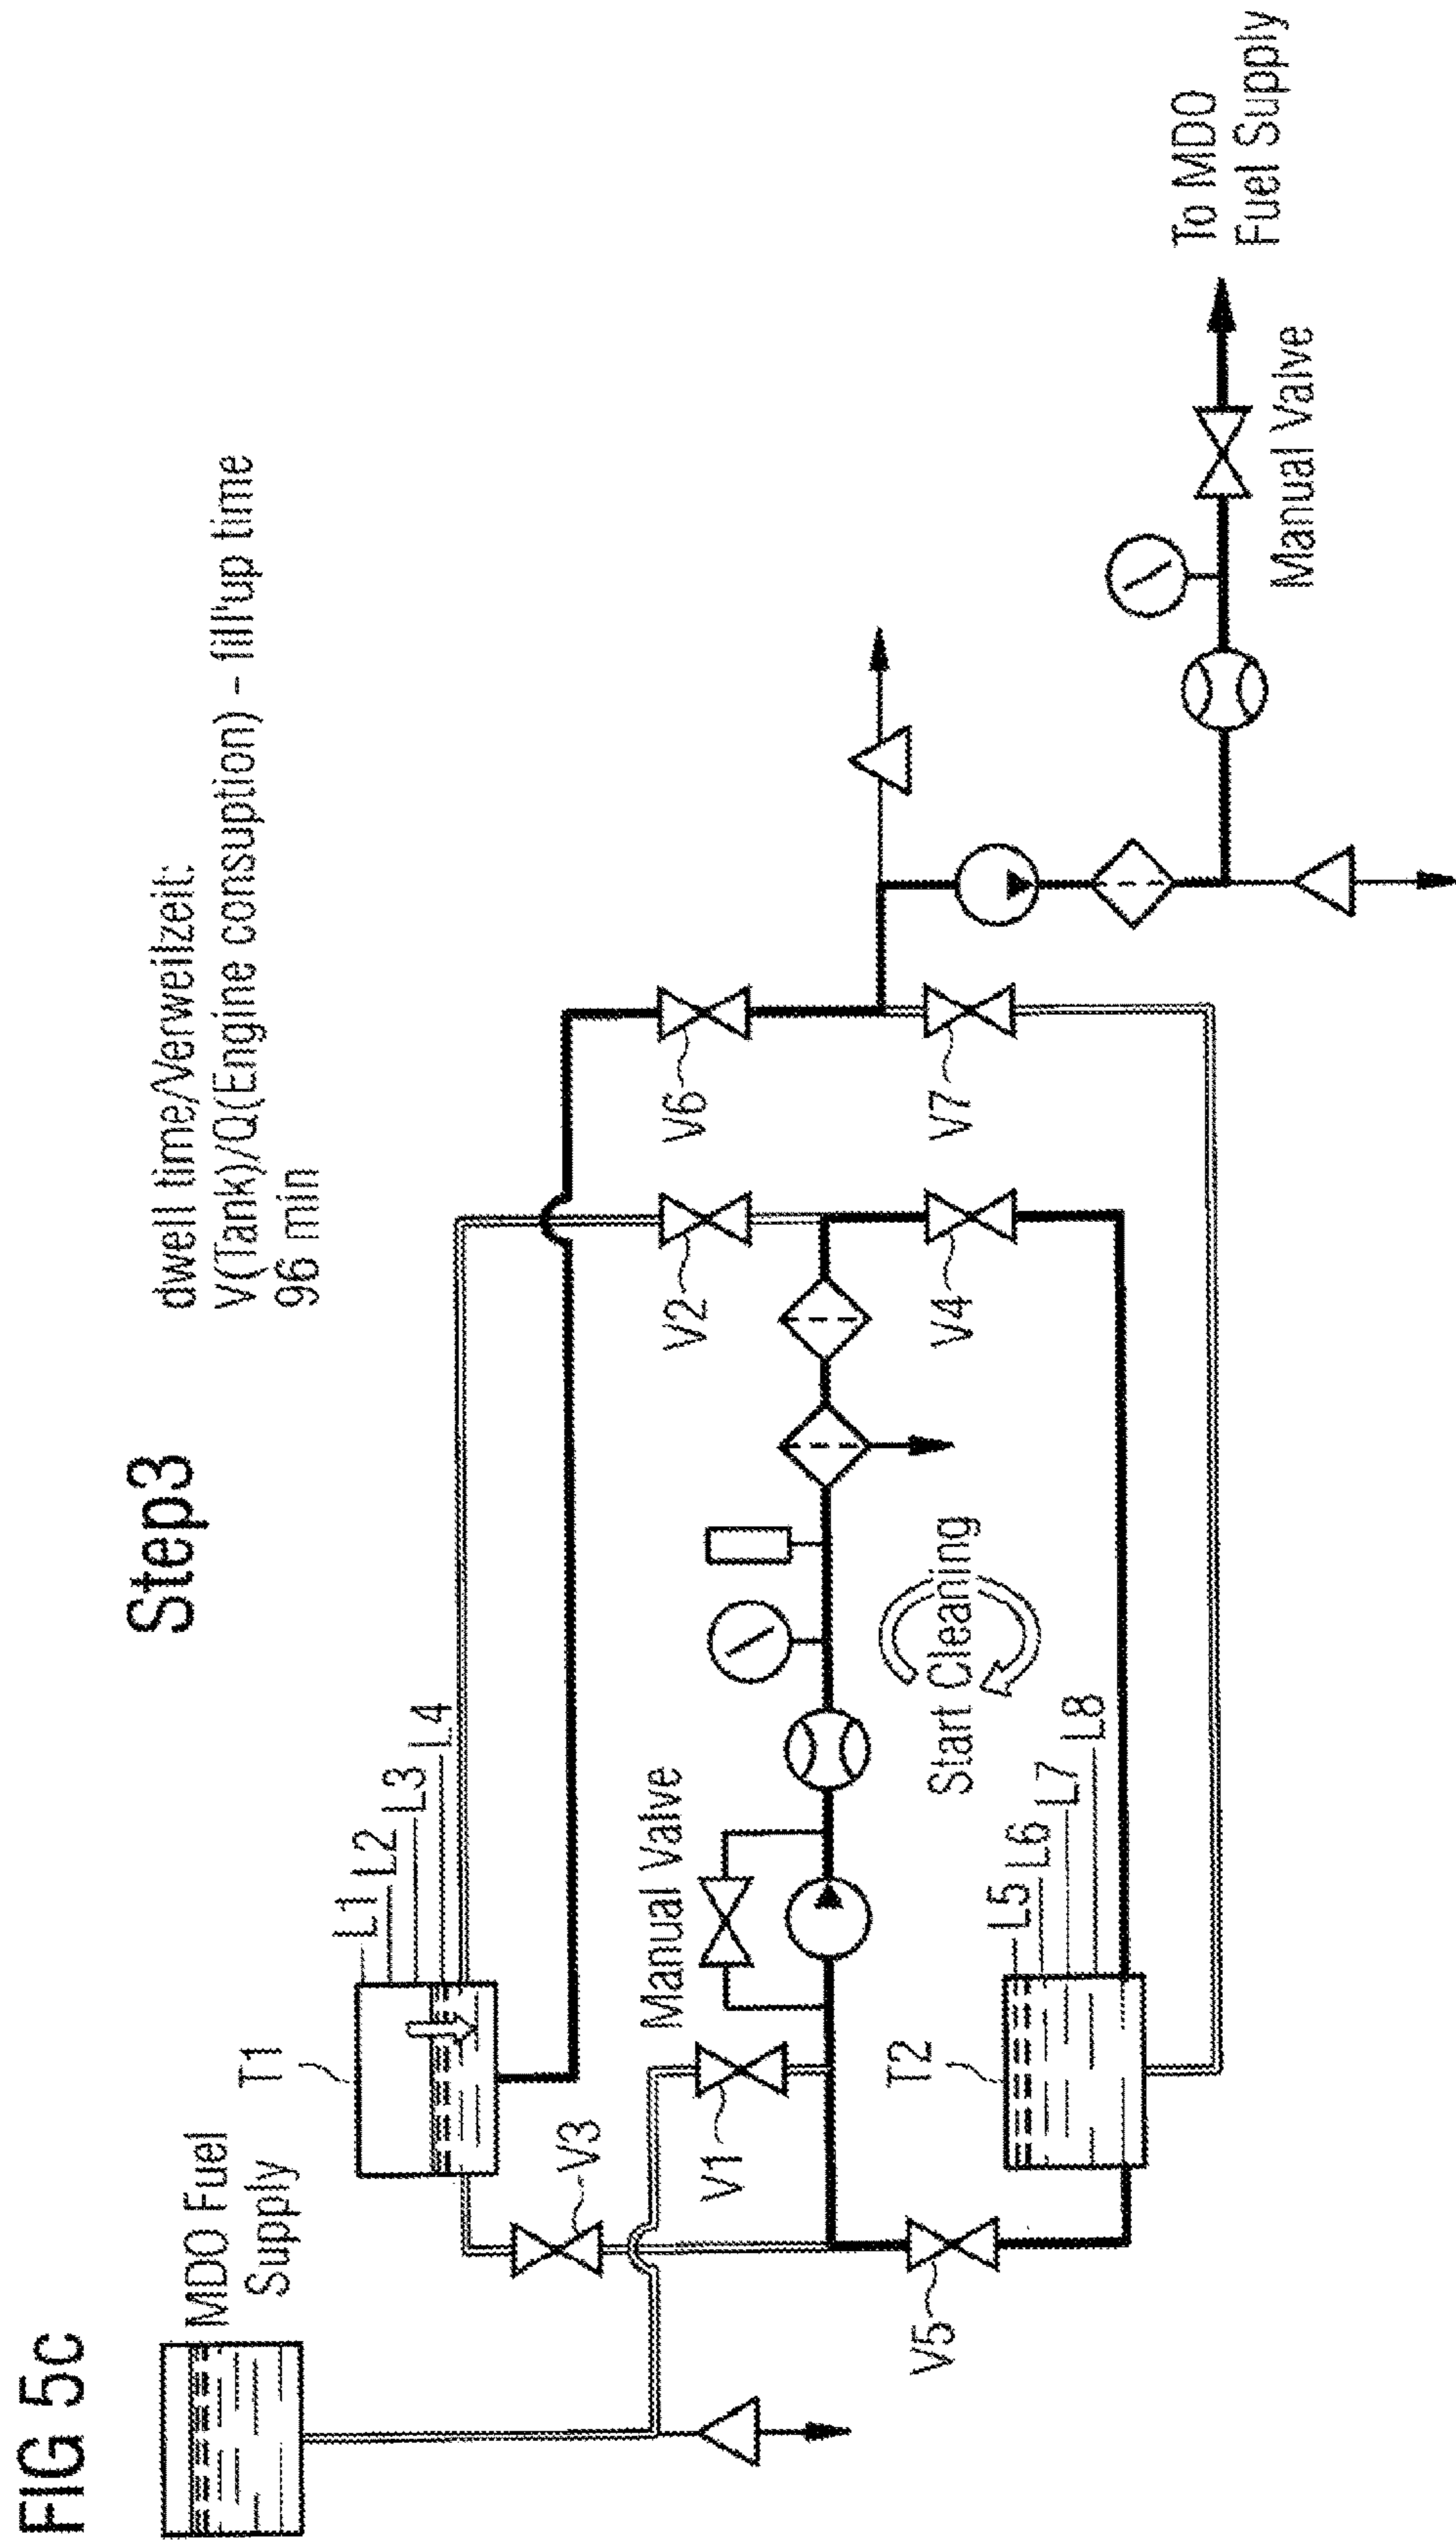 FIG 5c
Step3
dwell time/Verweilzeit:
V(Tank)/Q(Engine consuption) – fill'up time
96 min
MDO Fuel
Supply
T1
L1
L2
L3
L4
V3
V1
Manual Valve
V2
V6
V5
T2
L5
L6
L7
L8
Start Cleaning
V4
V7
Manual Valve
To MDO
Fuel Supply